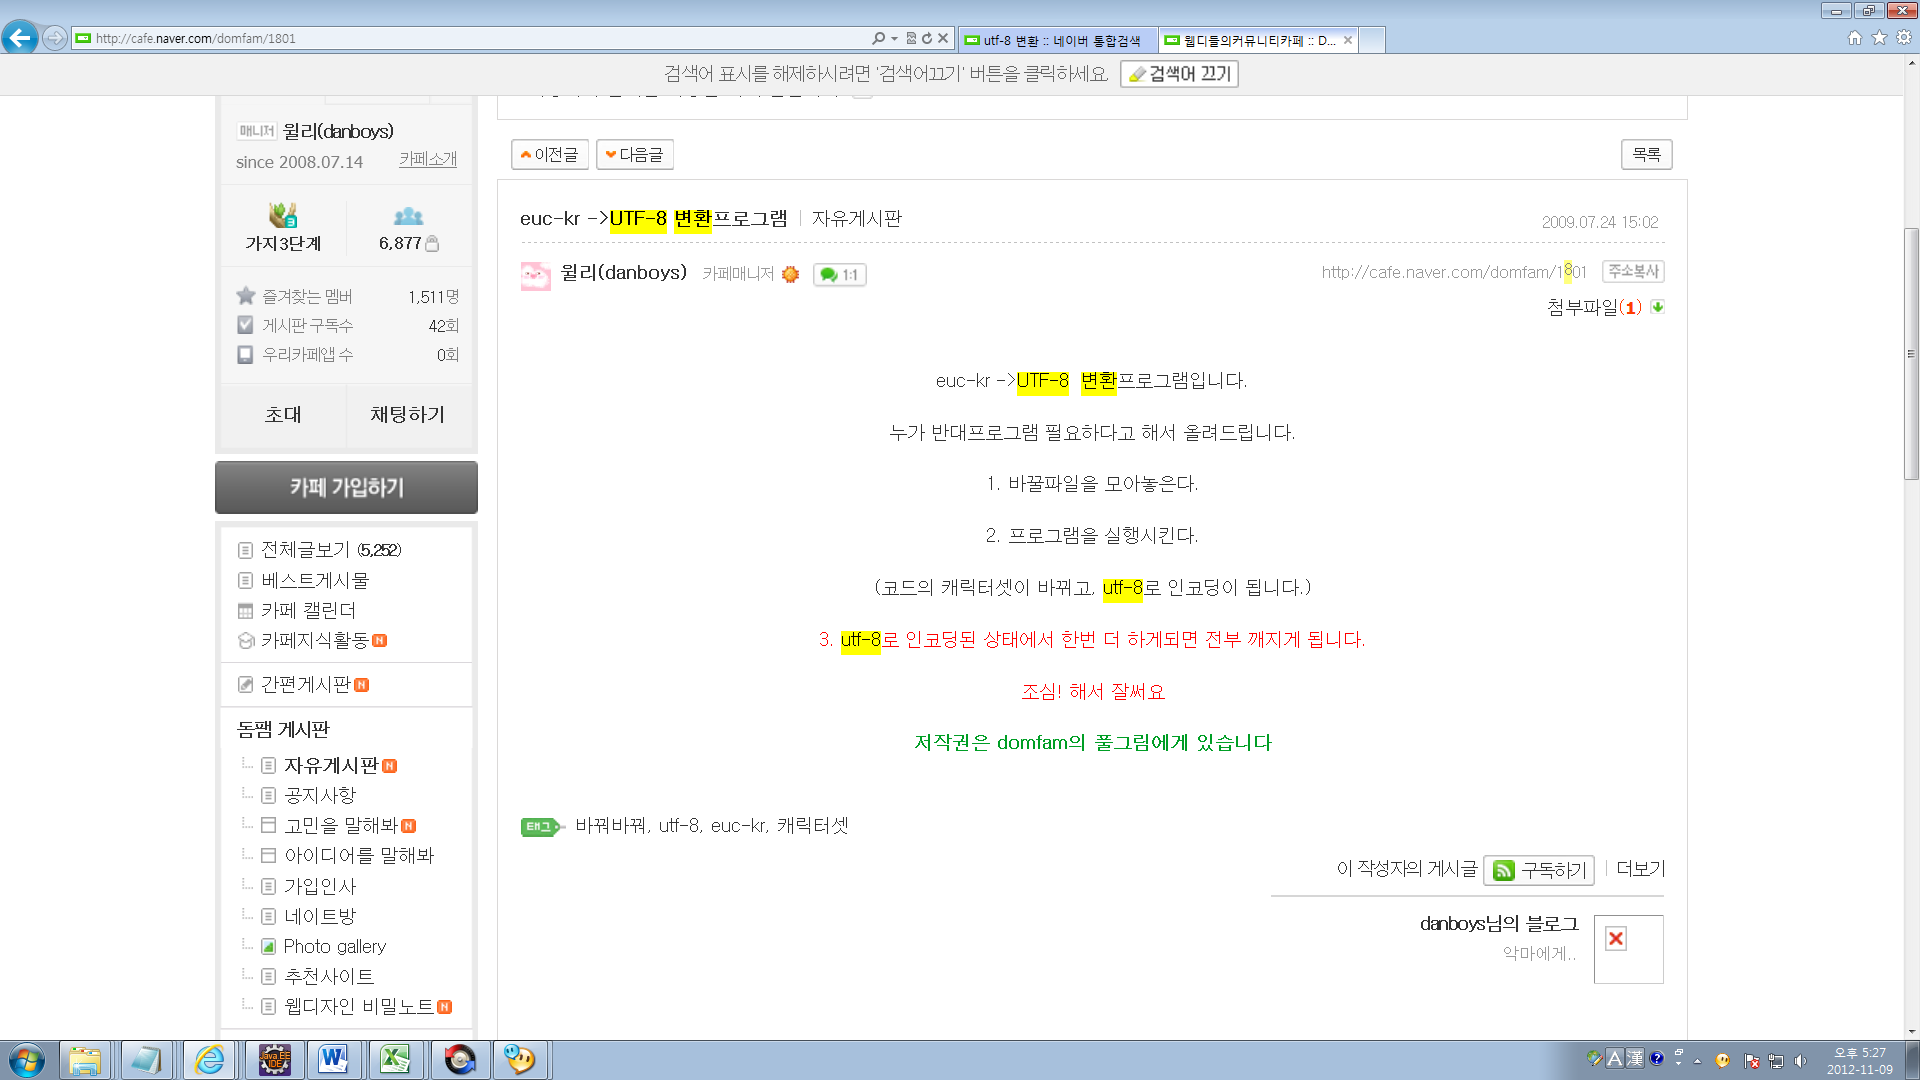 http://cafe.naver.com/domfam/1801
utf-8 변환 :: 네이버 통합검색
웹디들의커뮤니티카페 :: D...
검색어 표시를 해제하시려면 '검색어끄기' 버튼을 클릭하세요.
검색어 끄기
매니저 윌리(danboys)
since 2008.07.14 카페소개
가지3단계 6,877
즐겨찾는 멤버 1,511명
게시판 구독수 42회
우리카페앱 수 0회
초대 채팅하기
카페 가입하기
전체글보기 (5,252)
베스트게시물
카페 캘린더
카페지식활동 N
간편게시판 N
돔팸 게시판
자유게시판 N
공지사항
고민을 말해봐 N
아이디어를 말해봐
가입인사
네이트방
Photo gallery
추천사이트
웹디자인 비밀노트 N
이전글 다음글 목록
euc-kr ->UTF-8 변환프로그램 자유게시판 2009.07.24 15:02
윌리(danboys) 카페매니저 1:1 http://cafe.naver.com/domfam/1801 주소복사
첨부파일(1)
euc-kr ->UTF-8 변환프로그램입니다.
누가 반대프로그램 필요하다고 해서 올려드립니다.
1. 바꿀파일을 모아놓은다.
2. 프로그램을 실행시킨다.
(코드의 캐릭터셋이 바뀌고, utf-8로 인코딩이 됩니다.)
3. utf-8로 인코딩된 상태에서 한번 더 하게되면 전부 깨지게 됩니다.
조심! 해서 잘써요
저작권은 domfam의 풀그림에게 있습니다
태그 바꿔바꿔, utf-8, euc-kr, 캐릭터셋
이 작성자의 게시글 구독하기 더보기
danboys님의 블로그
악마에게..
Java EE
IDE
A 漢
오후 5:27
2012-11-09